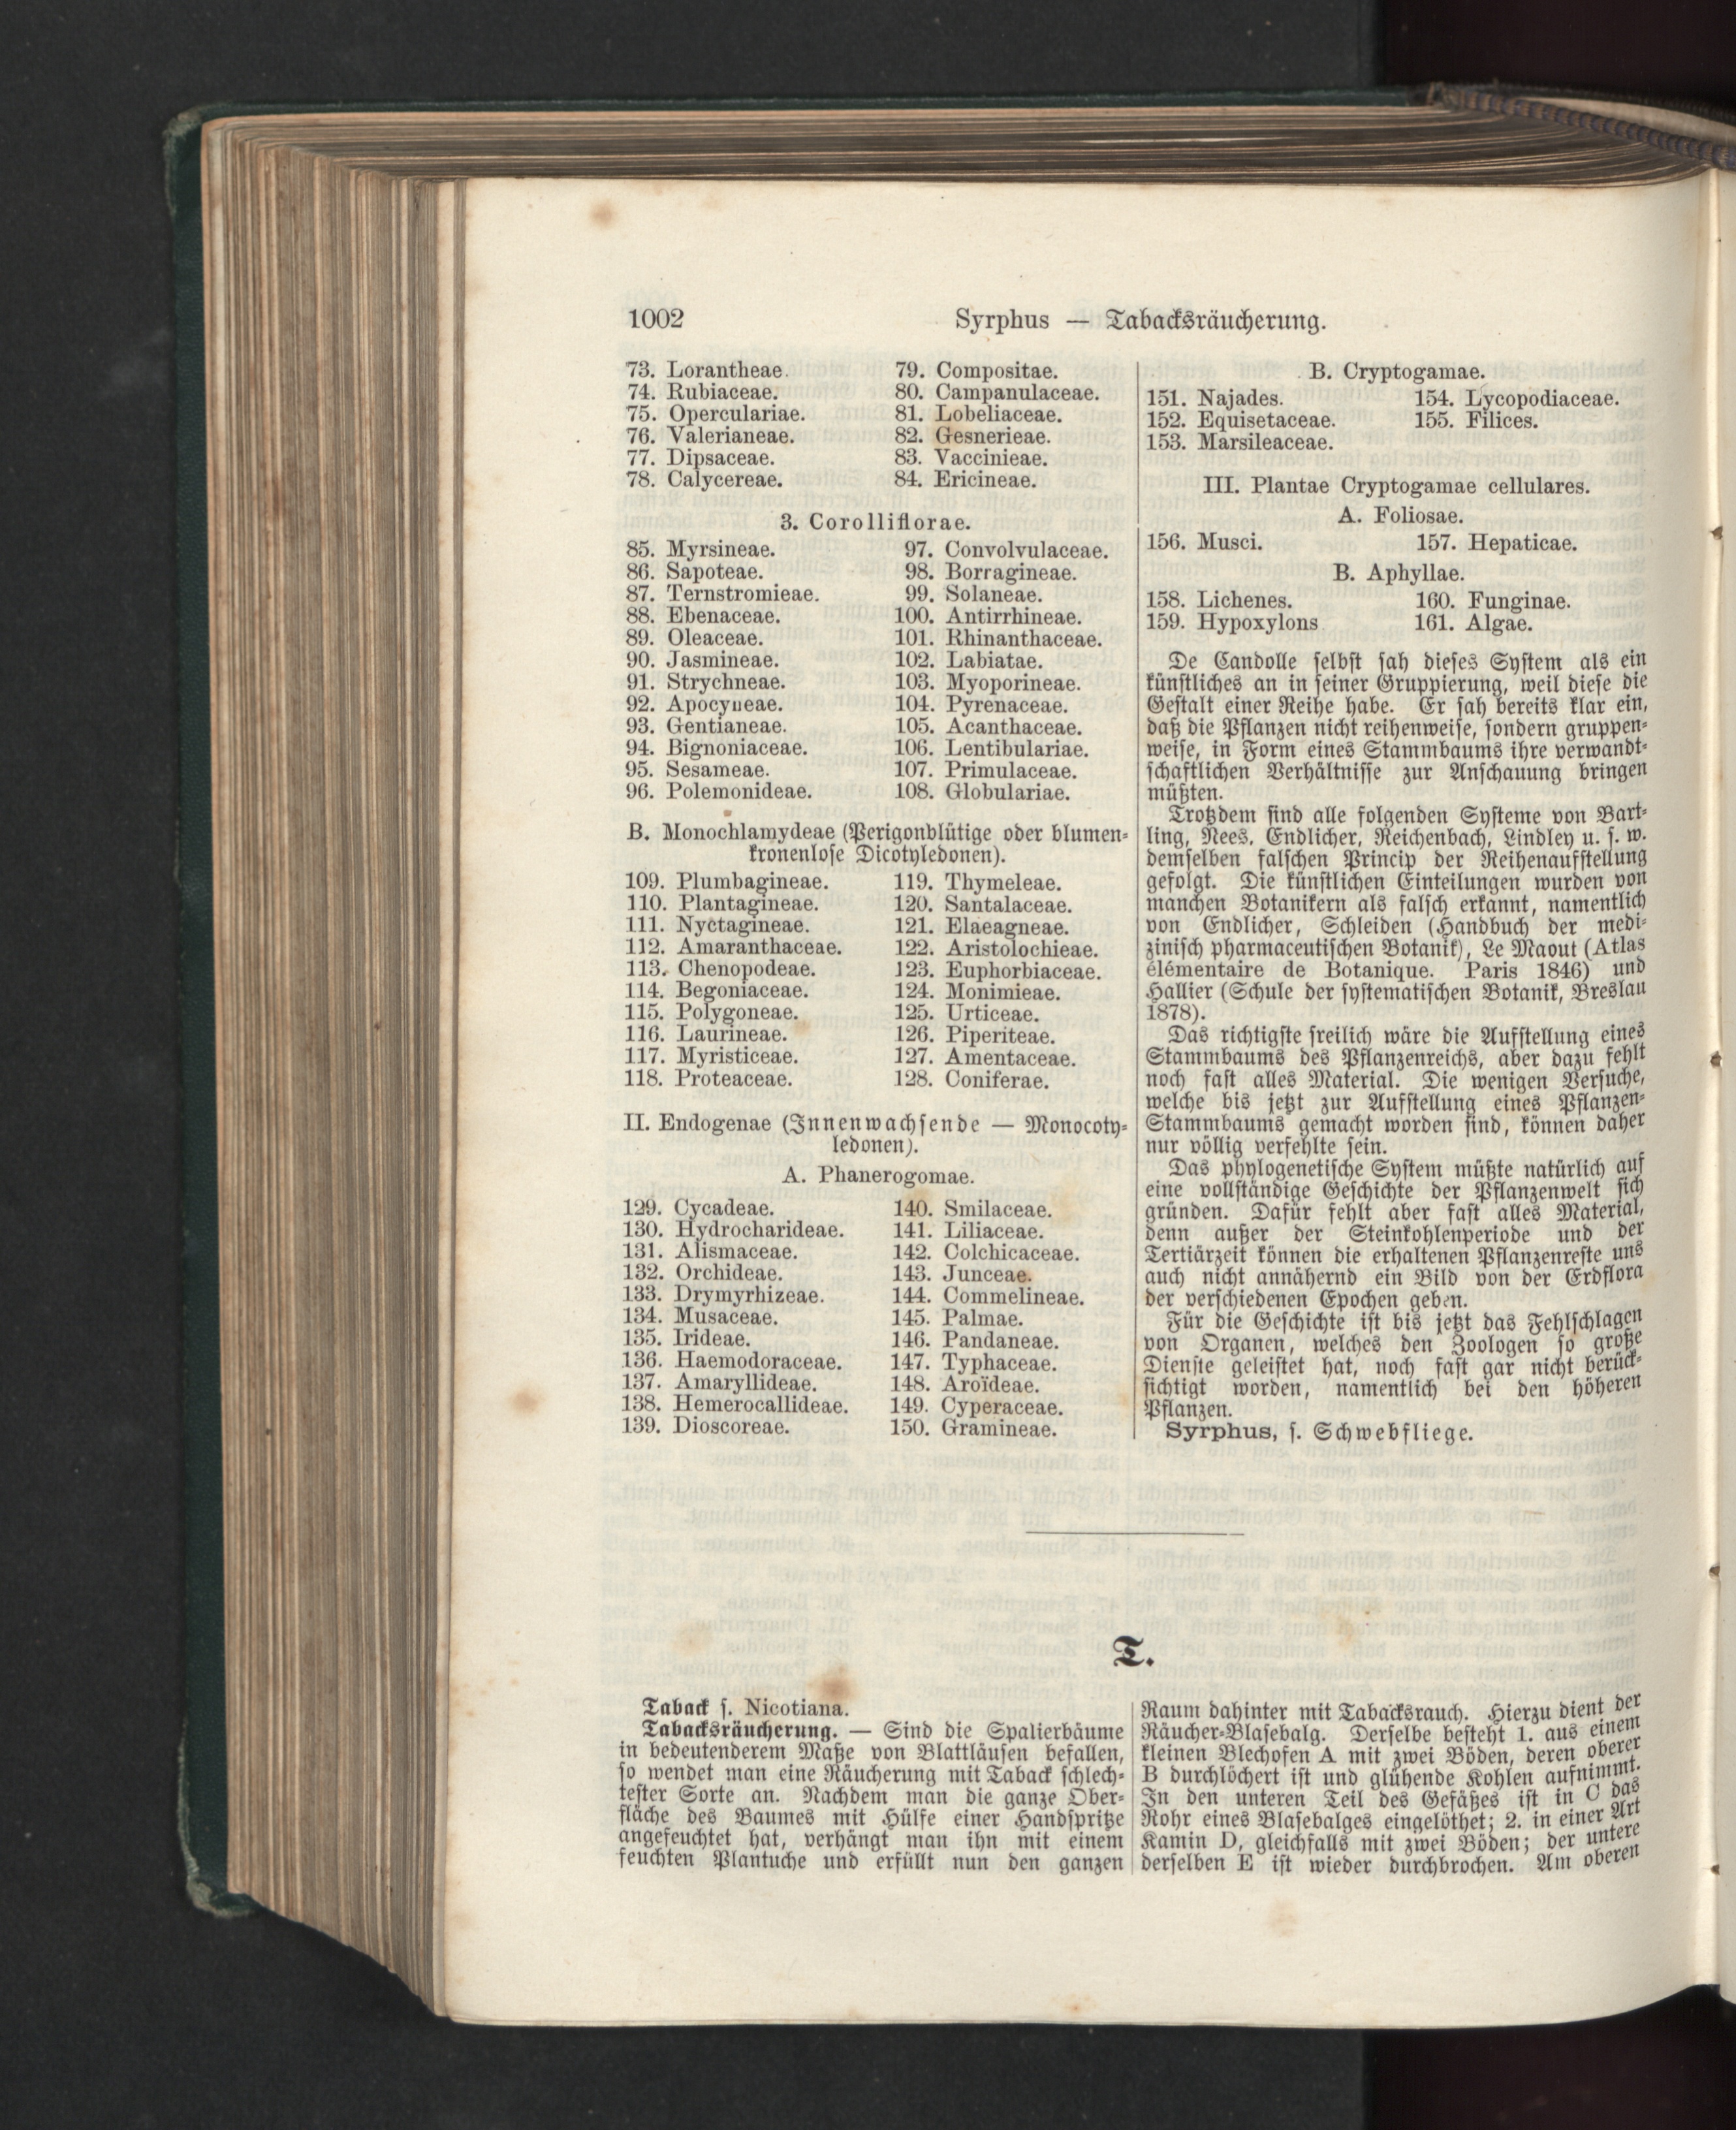 1002
Syrphus — Tabacksräucherung.
73. Lorantheae.
74. Rubiaceae.
75. Operculariae.
76. Valerianeae.
77. Dipsaceae.
78. Calycereae.
79. Compositae.
80. Campanulaceae.
81. Lobeliaceae.
82. Gesnerieae.
83. Vaccinieae.
84. Ericineae.
3. Corolliflorae.
85. Myrsineae.
86. Sapoteae.
87. Ternstromieae.
88. Ebenaceae.
89. Oleaceae.
90. Jasmineae.
91. Strychneae.
92. Apocyneae.
93. Gentianeae.
94. Bignoniaceae.
95. Sesameae.
96. Polemonideae.
97. Convolvulaceae.
98. Borragineae.
99. Solaneae.
100. Antirrhineae.
101. Rhinanthaceae.
102. Labiatae.
103. Myoporineae.
104. Pyrenaceae.
105. Acanthaceae.
106. Lentibulariae.
107. Primulaceae.
108. Globulariae.
B. Monochlamydeae (Perigonblütige oder blumen-
kronenlose Dicotyledonen).
109. Plumbagineae.
110. Plantagineae.
111. Nyctagineae.
112. Amaranthaceae.
113. Chenopodeae.
114. Begoniaceae.
115. Polygoneae.
116. Laurineae.
117. Myristiceae.
118. Proteaceae.
119. Thymeleae.
120. Santalaceae.
121. Elaeagneae.
122. Aristolochieae.
123. Euphorbiaceae.
124. Monimieae.
125. Urticeae.
126. Piperiteae.
127. Amentaceae.
128. Coniferae.
II. Endogenae (Innenwachsende — Monocoty-
ledonen).
A. Phanerogomae.
129. Cycadeae.
130. Hydrocharideae.
131. Alismaceae.
132. Orchideae.
133. Drymyrhizeae.
134. Musaceae.
135. Irideae.
136. Haemodoraceae.
137. Amaryllideae.
138. Hemerocallideae.
139. Dioscoreae.
140. Smilaceae.
141. Liliaceae.
142. Colchicaceae.
143. Junceae.
144. Commelineae.
145. Palmae.
146. Pandaneae.
147. Typhaceae.
148. Aroïdeae.
149. Cyperaceae.
150. Gramineae.
B. Cryptogamae.
151. Najades.
152. Equisetaceae.
153. Marsileaceae.
154. Lycopodiaceae.
155. Filices.
III. Plantae Cryptogamae cellulares.
A. Foliosae.
156. Musci.
157. Hepaticae.
B. Aphyllae.
158. Lichenes.
159. Hypoxylons
160. Funginae.
161. Algae.
De Candolle selbst sah dieses System als ein
künstliches an in seiner Gruppierung, weil diese die
Gestalt einer Reihe habe. Er sah bereits klar ein,
daß die Pflanzen nicht reihenweise, sondern gruppen-
weise, in Form eines Stammbaums ihre verwandt-
schaftlichen Verhältnisse zur Anschauung bringen
müßten.
Trotzdem sind alle folgenden Systeme von Bart-
ling, Nees, Endlicher, Reichenbach, Lindley u. s. w.
demselben falschen Princip der Reihenaufstellung
gefolgt. Die künstlichen Einteilungen wurden von
manchen Botanikern als falsch erkannt, namentlich
von Endlicher, Schleiden (Handbuch der medi-
zinisch pharmaceutischen Botanik), Le Maout (Atlas
élémentaire de Botanique. Paris 1846) und
Hallier (Schule der systematischen Botanik, Breslau
1878).
Das richtigste freilich wäre die Aufstellung eines
Stammbaums des Pflanzenreichs, aber dazu fehlt
noch fast alles Material. Die wenigen Versuche,
welche bis jetzt zur Aufstellung eines Pflanzen-
Stammbaums gemacht worden sind, können daher
nur völlig verfehlte sein.
Das phylogenetische System müßte natürlich auf
eine vollständige Geschichte der Pflanzenwelt sich
gründen. Dafür fehlt aber fast alles Material,
denn außer der Steinkohlenperiode und der
Tertiärzeit können die erhaltenen Pflanzenreste uns
auch nicht annähernd ein Bild von der Erdflora
der verschiedenen Epochen geben.
Für die Geschichte ist bis jetzt das Fehlschlagen
von Organen, welches den Zoologen so große
Dienste geleistet hat, noch fast gar nicht berück-
sichtigt worden, namentlich bei den höheren
Pflanzen.
Syrphus, s. Schwebfliege.
T.
Taback s. Nicotiana.
Tabacksräucherung. — Sind die Spalierbäume
in bedeutenderem Maße von Blattläusen befallen,
so wendet man eine Räucherung mit Taback schlech-
tester Sorte an. Nachdem man die ganze Ober-
fläche des Baumes mit Hülfe einer Handspritze
angefeuchtet hat, verhängt man ihn mit einem
feuchten Plantuche und erfüllt nun den ganzen
Raum dahinter mit Tabacksrauch. Hierzu dient der
Räucher-Blasebalg. Derselbe besteht 1. aus einem
kleinen Blechofen A mit zwei Böden, deren oberer
B durchlöchert ist und glühende Kohlen aufnimmt.
In den unteren Teil des Gefäßes ist in C das
Rohr eines Blasebalges eingelöthet; 2. in einer Art
Kamin D, gleichfalls mit zwei Böden; der untere
derselben E ist wieder durchbrochen. Am oberen